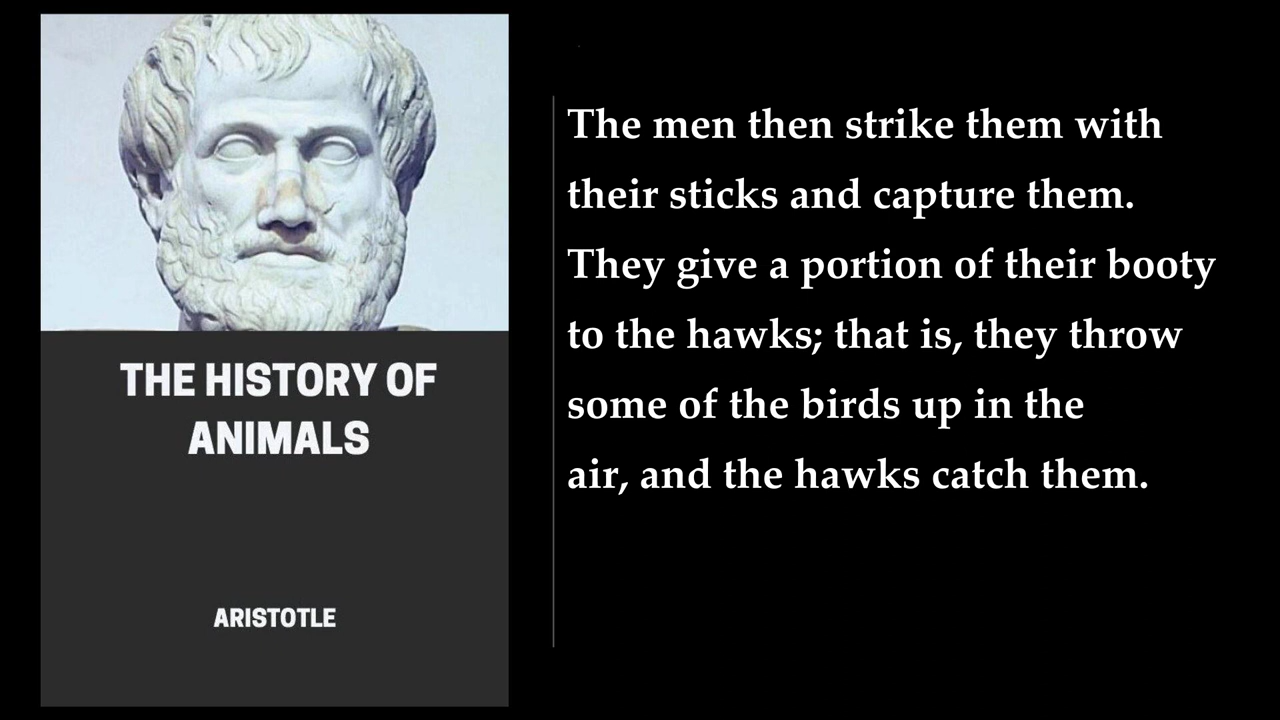 THE HISTORY OF
ANIMALS
ARISTOTLE
The men then strike them with
their sticks and capture them.
They give a portion of their booty
to the hawks; that is, they throw
some of the birds up in the
air, and the hawks catch them.